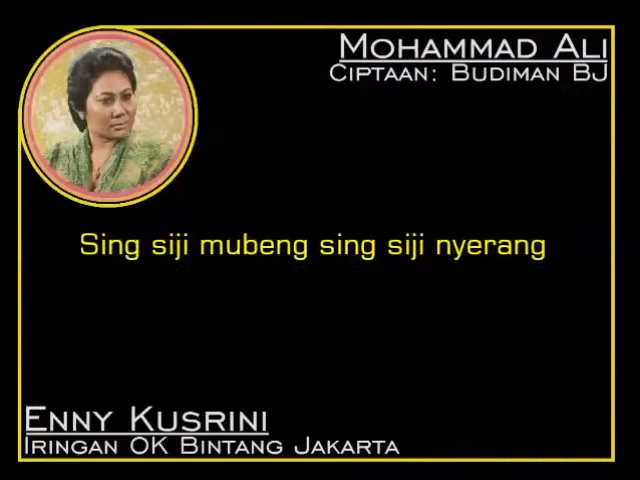 MOHAMMAD ALI
CIPTAAN: BUDIMAN BJ
Sing siji mubeng sing siji nyerang
ENNY KUSRINI
IRINGAN OK BINTANG JAKARTA